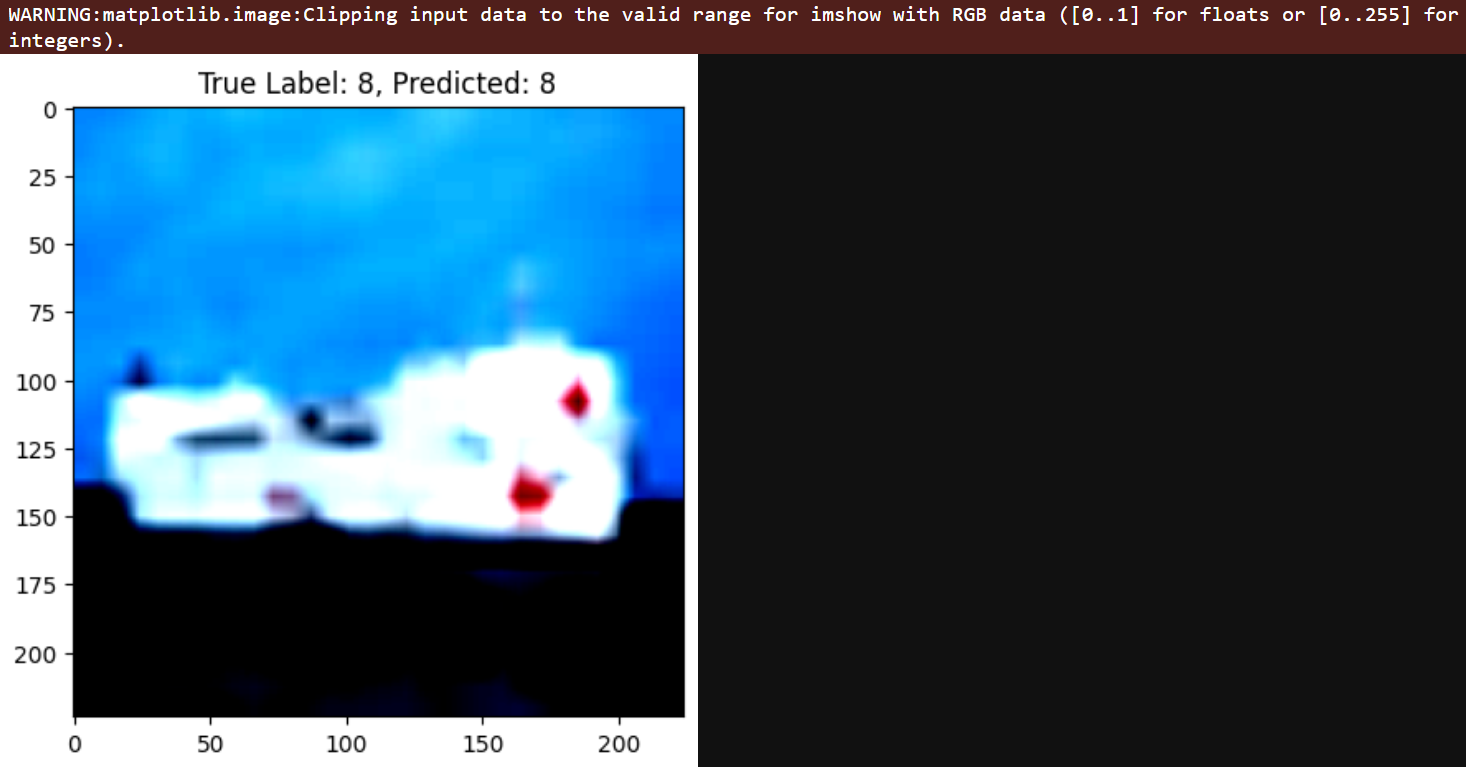 WARNING:matplotlib.image:Clipping input data to the valid range for imshow with RGB data ([0..1] for floats or [0..255] for
integers).
True Label: 8, Predicted: 8
0
25
50
75
100
125
150
175
200
0 50 100 150 200